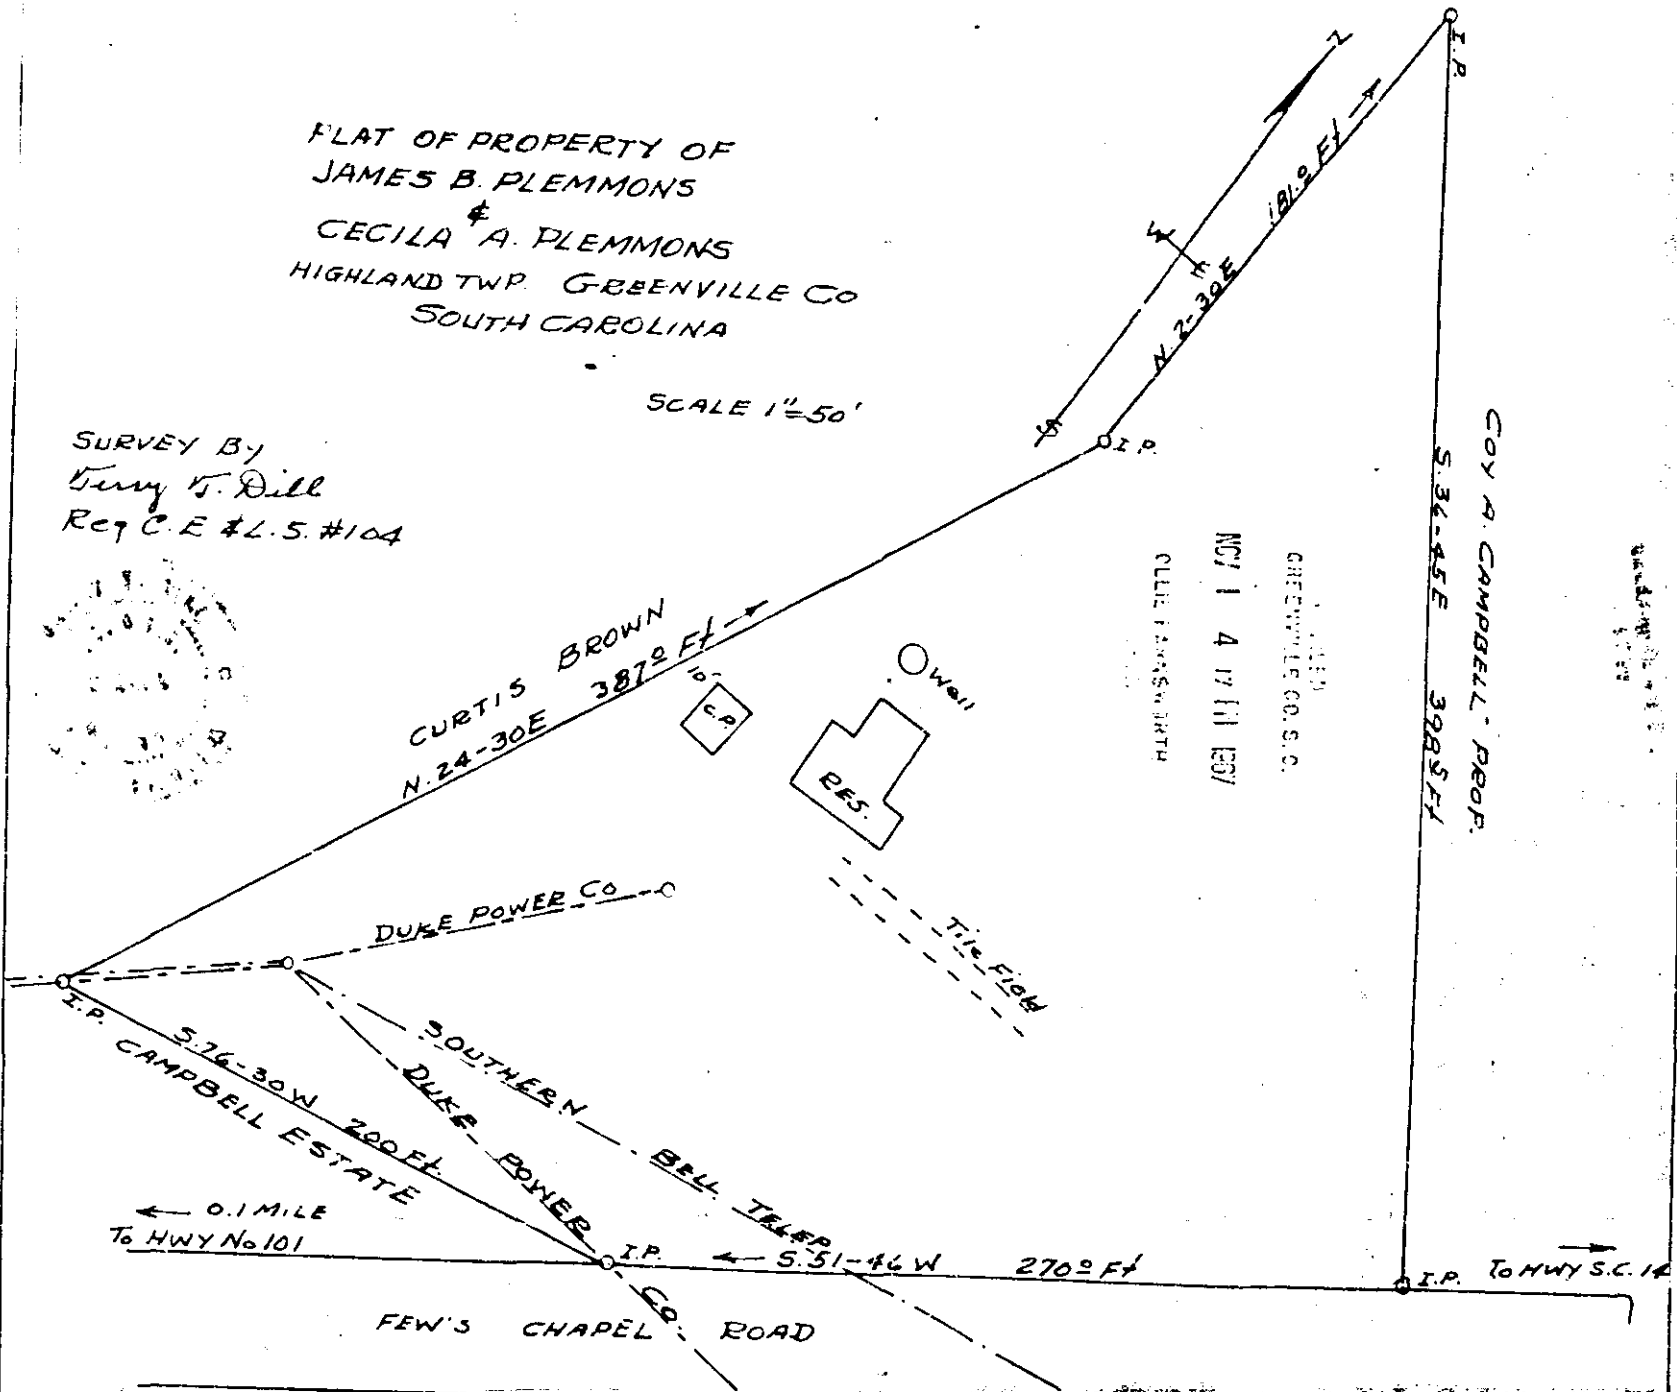 PLAT OF PROPERTY OF
JAMES B. PLEMMONS
&
CECILA A. PLEMMONS
HIGHLAND TWP. GREENVILLE CO
SOUTH CAROLINA
SCALE 1"=50'
SURVEY BY
Terry T. Dill
Reg C.E & L.S. #104
N
W
E
S
I.P.
N. 2-30E 181.0 Ft
I.P.
COY A. CAMPBELL PROP.
S. 36-45E 398.5 Ft
GREENVILLE CO. S. C.
NOV 1 4 17 PM
CURTIS BROWN
N. 24-30E 387.0 Ft
10'
C.P.
Well
RES.
Tile Field
DUKE POWER CO
I.P.
S. 76-30W 200 Ft.
CAMPBELL ESTATE
SOUTHERN BELL TELEP
DUKE POWER CO.
0.1 MILE
To HWY No 101
I.P.
S. 51-46 W 270.0 Ft
I.P.
To HWY S.C. 14
FEW'S CHAPEL ROAD